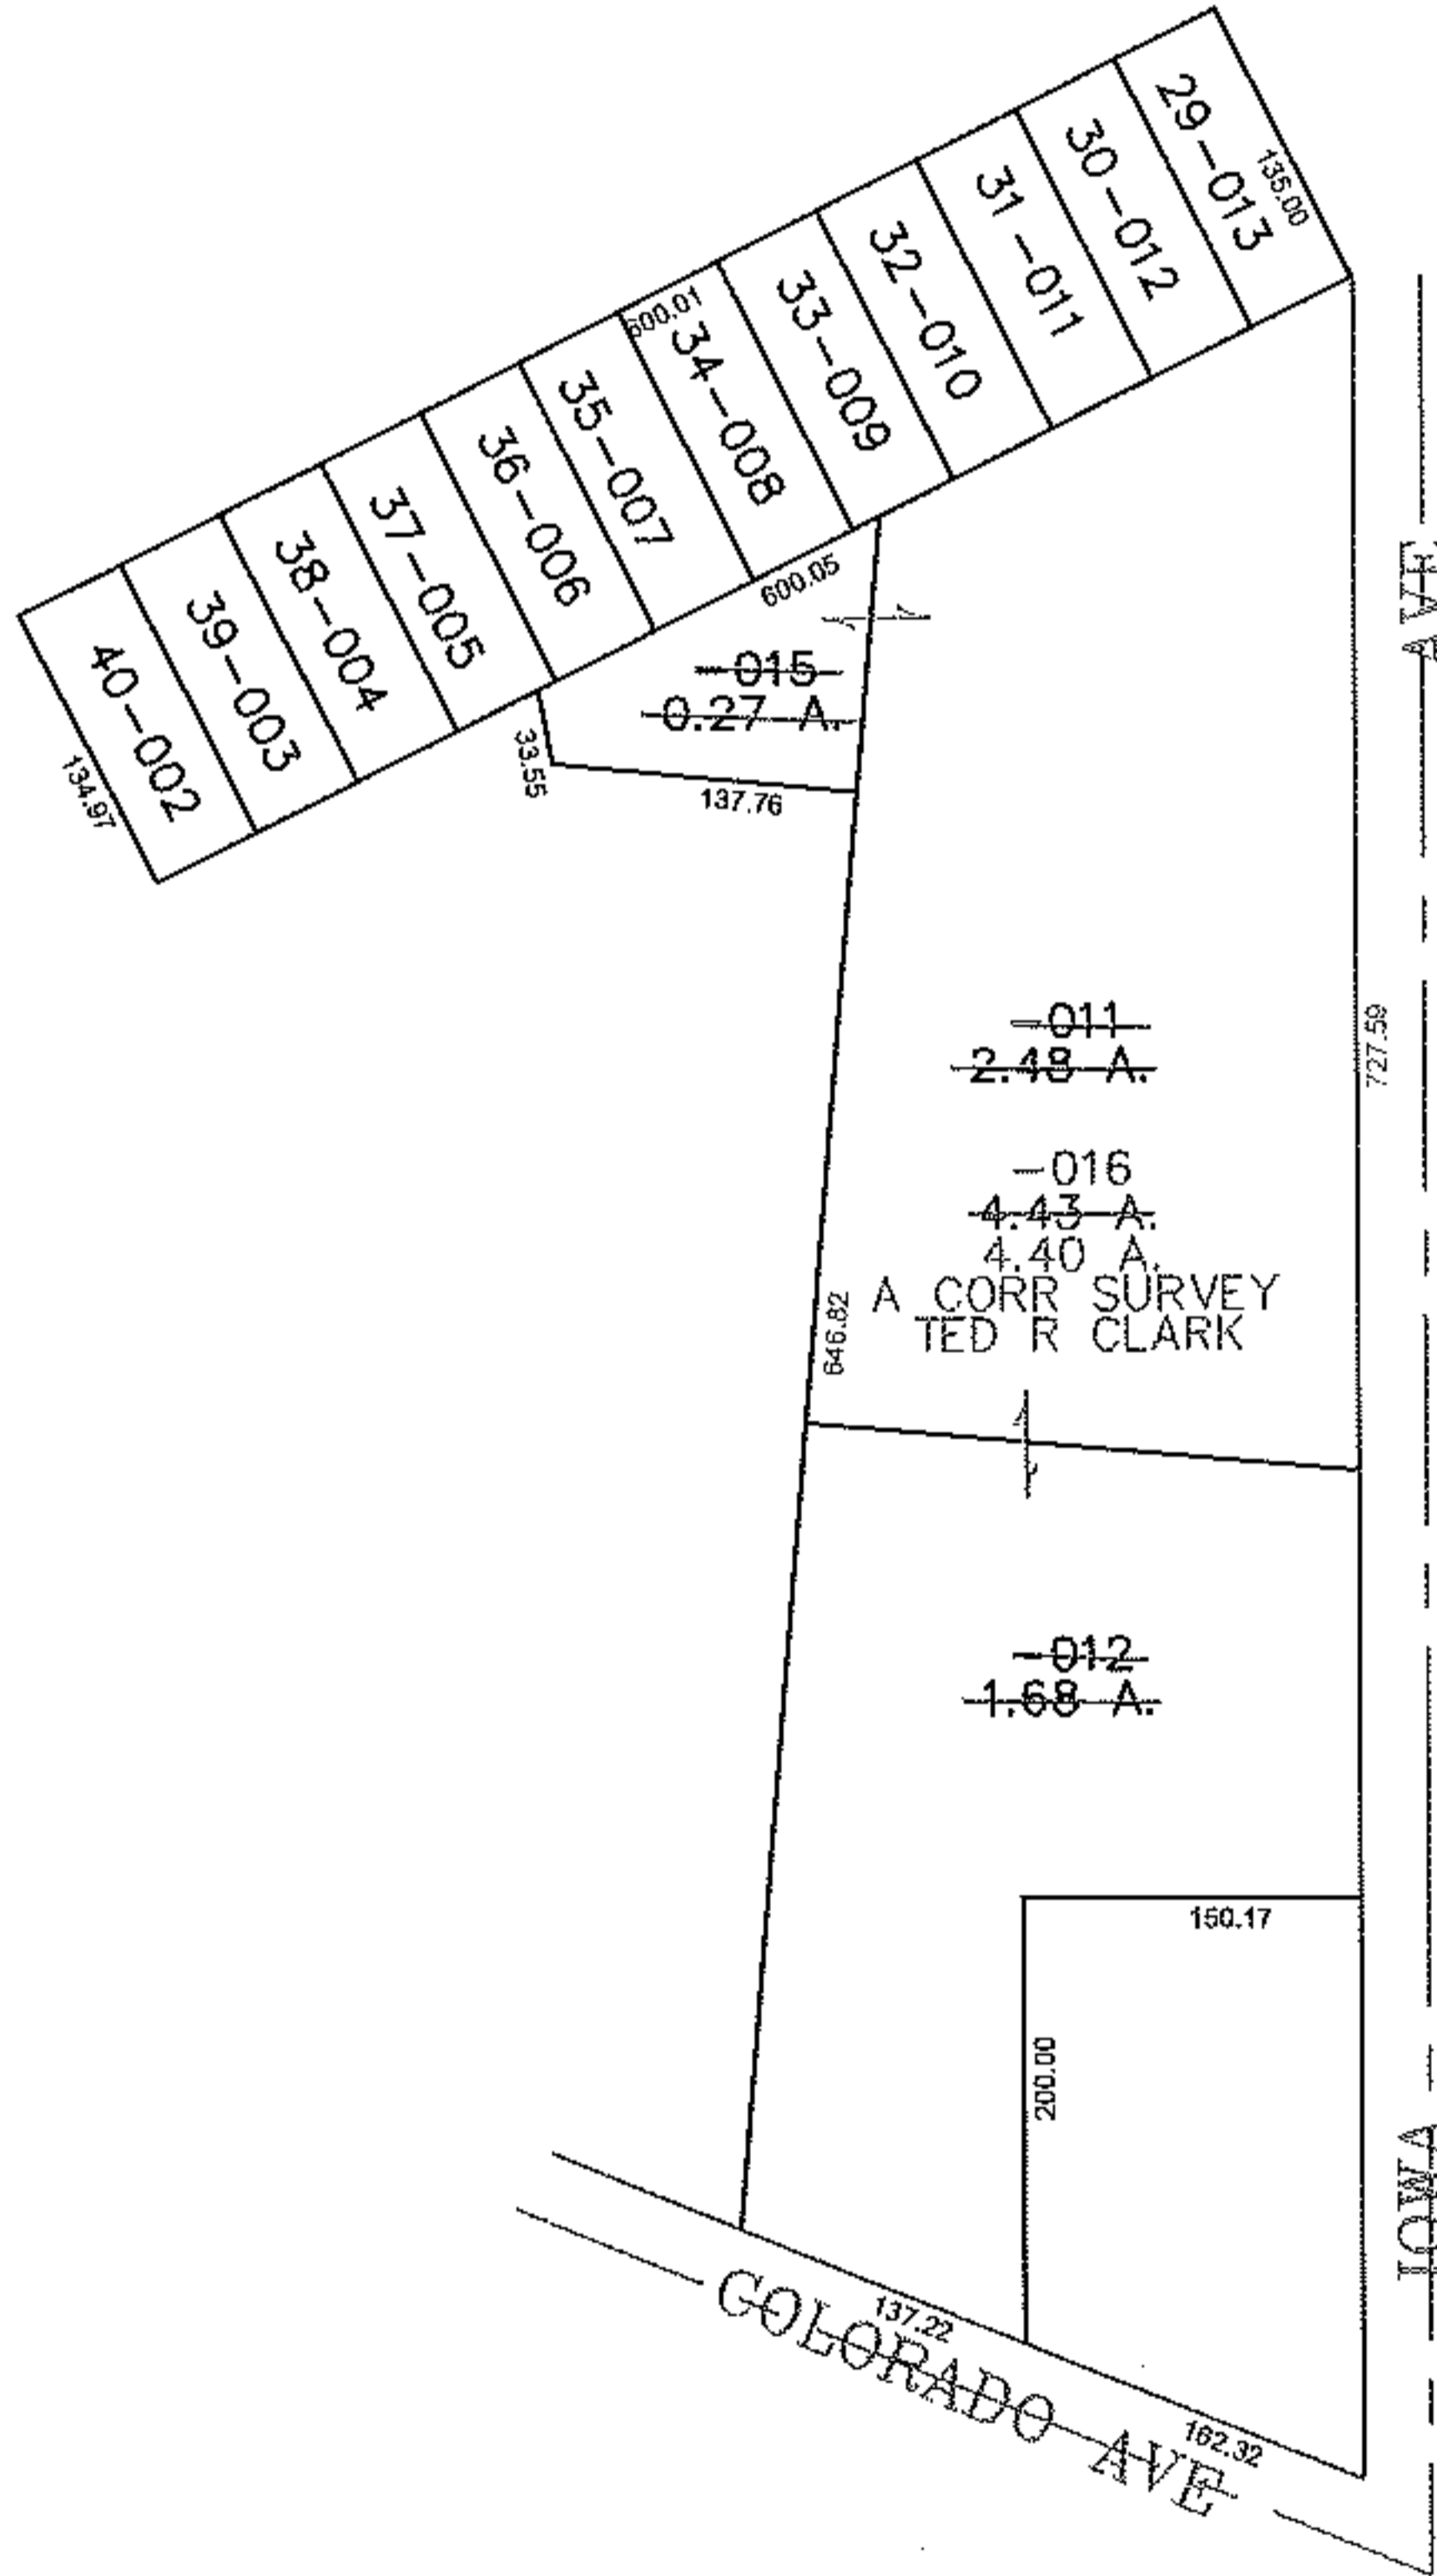 29-013
135.00
30-012
31-011
32-010
33-009
600.01
34-008
35-007
36-006
37-005
38-004
39-003
40-002
134.97
600.05
-015
0.27 A.
33.55
137.76
AVE
-011
2.48 A.
727.59
-016
4.43 A.
4.40 A.
A CORR SURVEY
TED R CLARK
646.82
-012
1.68 A.
150.17
200.00
IOWA
137.22
COLORADO AVE
162.32